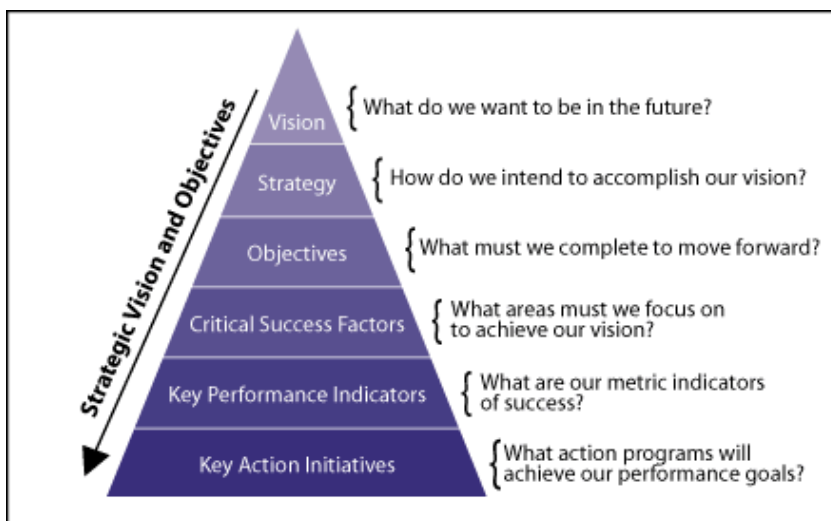 Strategic Vision and Objectives
Vision
{ What do we want to be in the future?
Strategy
{ How do we intend to accomplish our vision?
Objectives
{ What must we complete to move forward?
Critical Success Factors
{ What areas must we focus on
to achieve our vision?
Key Performance Indicators
{ What are our metric indicators
of success?
Key Action Initiatives
{ What action programs will
achieve our performance goals?